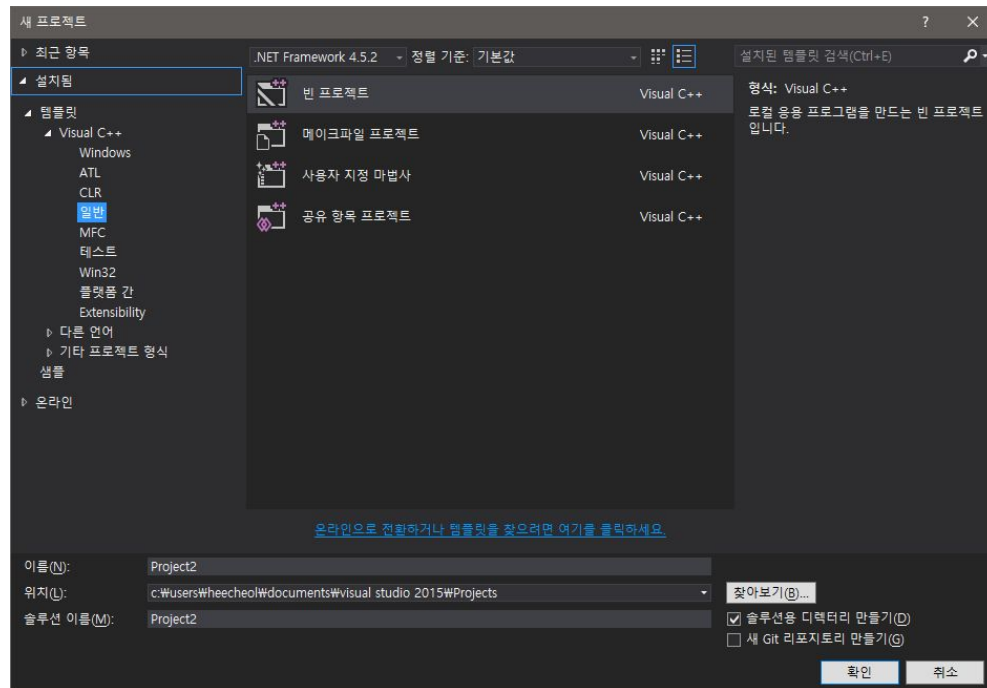 새 프로젝트
최근 항목
설치됨
템플릿
Visual C++
Windows
ATL
CLR
일반
MFC
테스트
Win32
플랫폼 간
Extensibility
다른 언어
기타 프로젝트 형식
샘플
온라인
.NET Framework 4.5.2 정렬 기준: 기본값
빈 프로젝트 Visual C++
메이크파일 프로젝트 Visual C++
사용자 지정 마법사 Visual C++
공유 항목 프로젝트 Visual C++
온라인으로 전환하거나 템플릿을 찾으려면 여기를 클릭하세요.
설치된 템플릿 검색(Ctrl+E)
형식: Visual C++
로컬 응용 프로그램을 만드는 빈 프로젝트
입니다.
이름(N): Project2
위치(L): c:₩users₩heecheol₩documents₩visual studio 2015₩Projects 찾아보기(B)...
솔루션 이름(M): Project2
솔루션용 디렉터리 만들기(D)
새 Git 리포지토리 만들기(G)
확인 취소